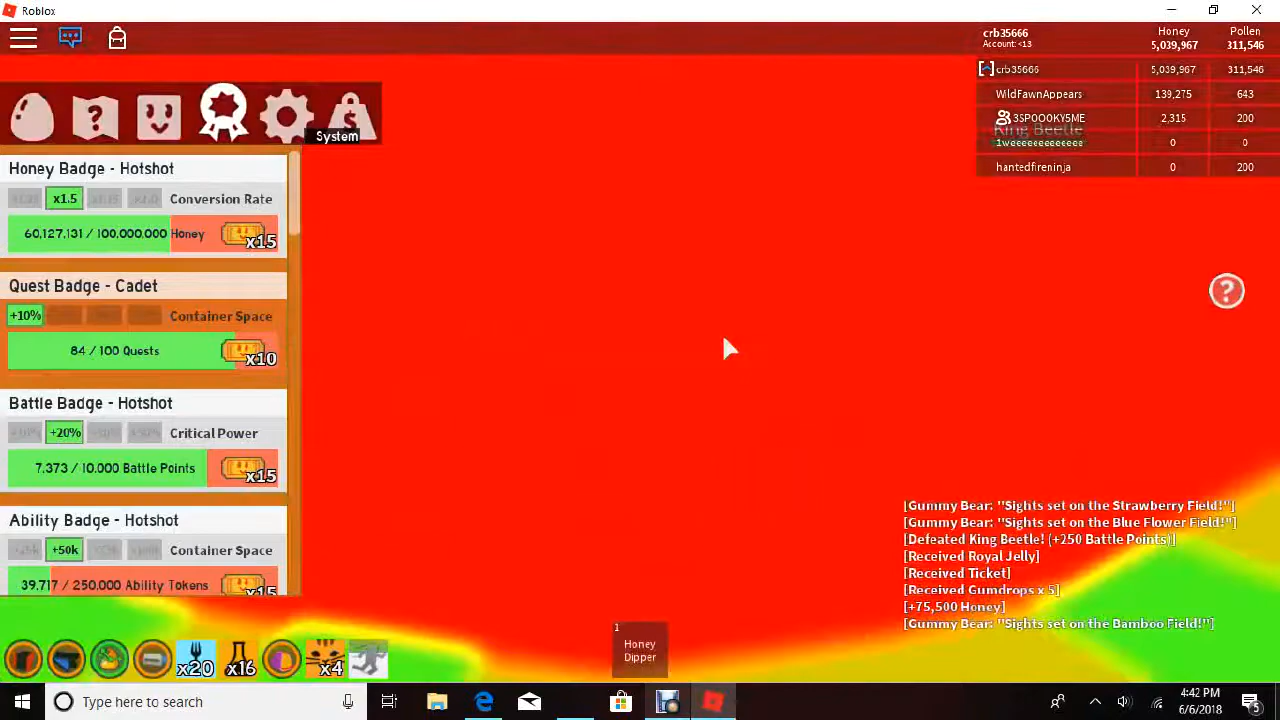 Roblox
crb35666
Account: <13
Honey
5,039,967
Pollen
311,546
crb35666 5,039,967 311,546
WildFawnAppears 139,275 643
3SPOOKY5ME 2,315 200
King Beetle
1weeeeeeeeeeeee 0 0
hantedfireninja 0 200
System
Honey Badge - Hotshot
x1.5 Conversion Rate
60,127,131 / 100,000,000 Honey x15
Quest Badge - Cadet
+10% Container Space
84 / 100 Quests x10
Battle Badge - Hotshot
+20% Critical Power
7,373 / 10,000 Battle Points x15
Ability Badge - Hotshot
+50k Container Space
39,717 / 250,000 Ability Tokens x15
?
[Gummy Bear: "Sights set on the Strawberry Field!"]
[Gummy Bear: "Sights set on the Blue Flower Field!"]
[Defeated King Beetle! (+250 Battle Points)]
[Received Royal Jelly]
[Received Ticket]
[Received Gumdrops x 5]
[+75,500 Honey]
[Gummy Bear: "Sights set on the Bamboo Field!"]
x20 x16 x4
1
Honey
Dipper
Type here to search
4:42 PM
6/6/2018
5